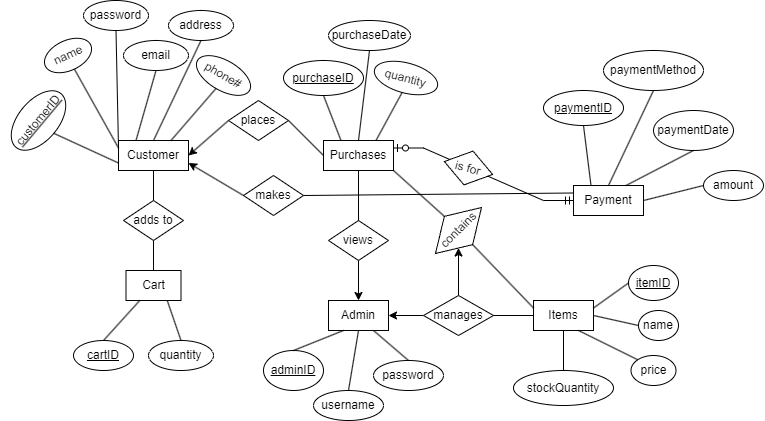 password
address
purchaseDate
name
email
phone#
purchaseID
quantity
paymentMethod
customerID
paymentID
places
paymentDate
Customer
Purchases
is for
amount
makes
Payment
adds to
views
contains
Cart
itemID
Admin
manages
Items
name
cartID
quantity
adminID
password
price
stockQuantity
username